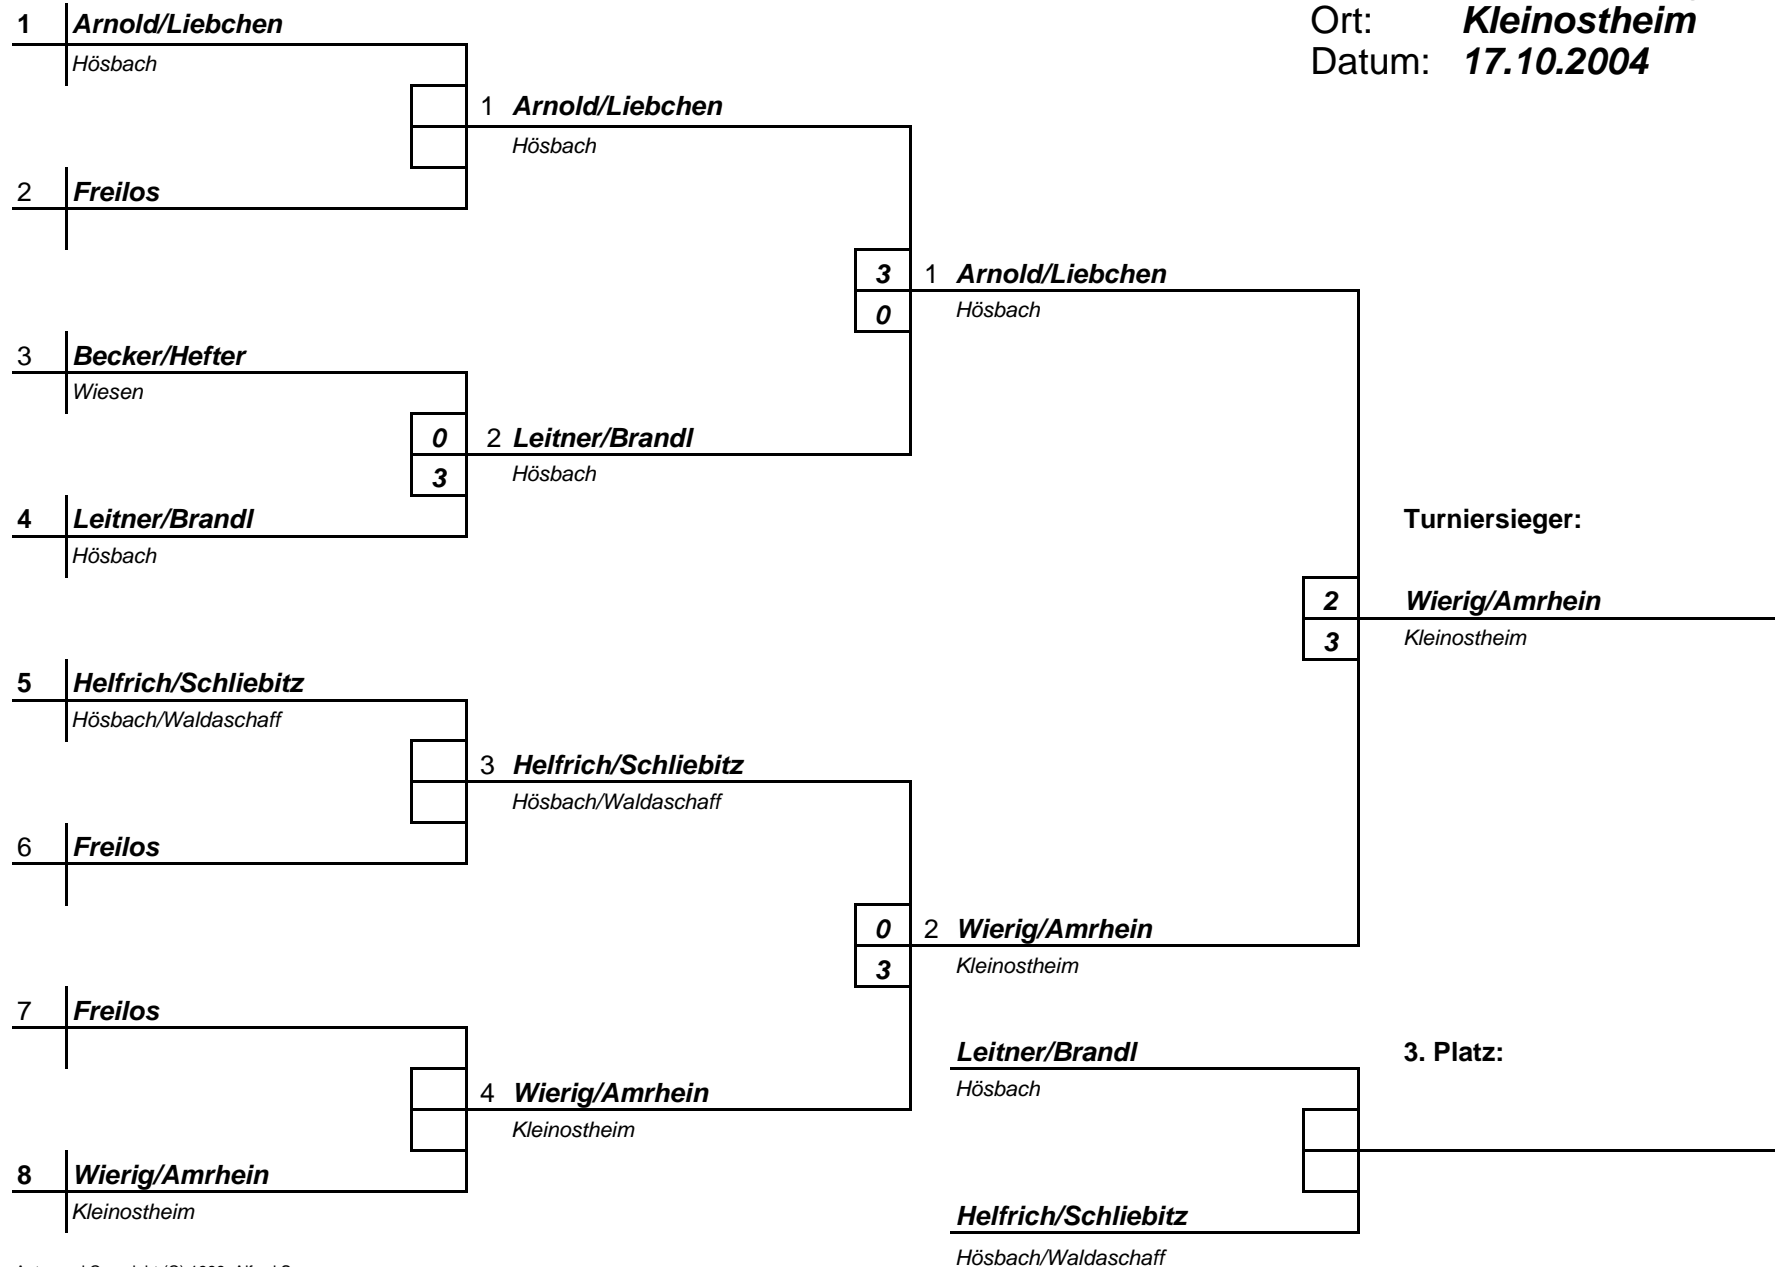 Ort: Kleinostheim
Datum: 17.10.2004
1 Arnold/Liebchen
Hösbach
1 Arnold/Liebchen
Hösbach
2 Freilos
3 1 Arnold/Liebchen
0 Hösbach
3 Becker/Hefter
Wiesen
0 2 Leitner/Brandl
3 Hösbach
4 Leitner/Brandl
Hösbach
Turniersieger:
2 Wierig/Amrhein
3 Kleinostheim
5 Helfrich/Schliebitz
Hösbach/Waldaschaff
3 Helfrich/Schliebitz
Hösbach/Waldaschaff
6 Freilos
0 2 Wierig/Amrhein
3 Kleinostheim
7 Freilos
Leitner/Brandl
Hösbach
3. Platz:
4 Wierig/Amrhein
Kleinostheim
8 Wierig/Amrhein
Kleinostheim
Helfrich/Schliebitz
Hösbach/Waldaschaff